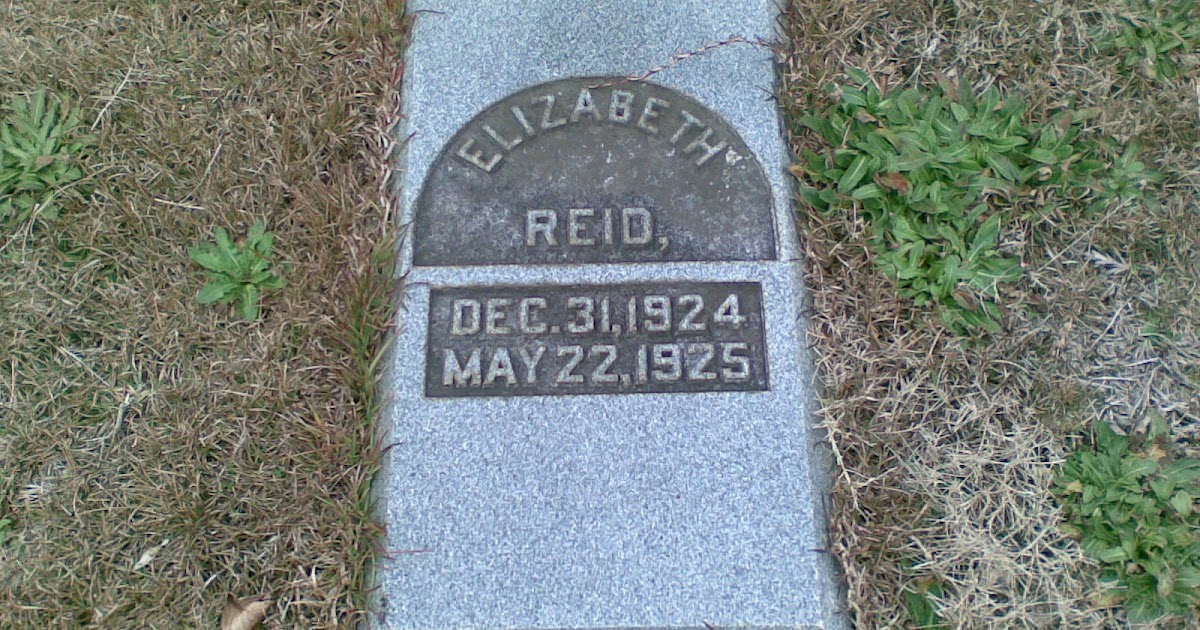 ELIZABETH
REID,
DEC. 31, 1924
MAY 22, 1925